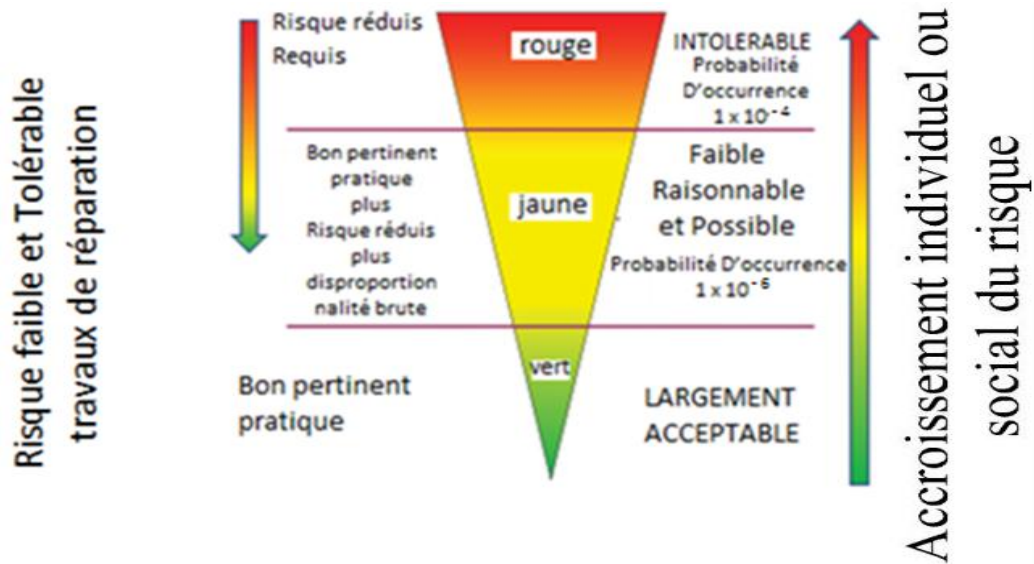 Risque faible et Tolérable
travaux de réparation
Risque réduis
Requis
rouge
INTOLERABLE
Probabilité
D'occurrence
1 x 10⁻⁴
Bon pertinent
pratique
plus
Risque réduis
plus
disproportion
nalité brute
jaune
Faible
Raisonnable
et Possible
Probabilité D'occurrence
1 x 10⁻⁶
Bon pertinent
pratique
vert
LARGEMENT
ACCEPTABLE
Accroissement individuel ou
social du risque